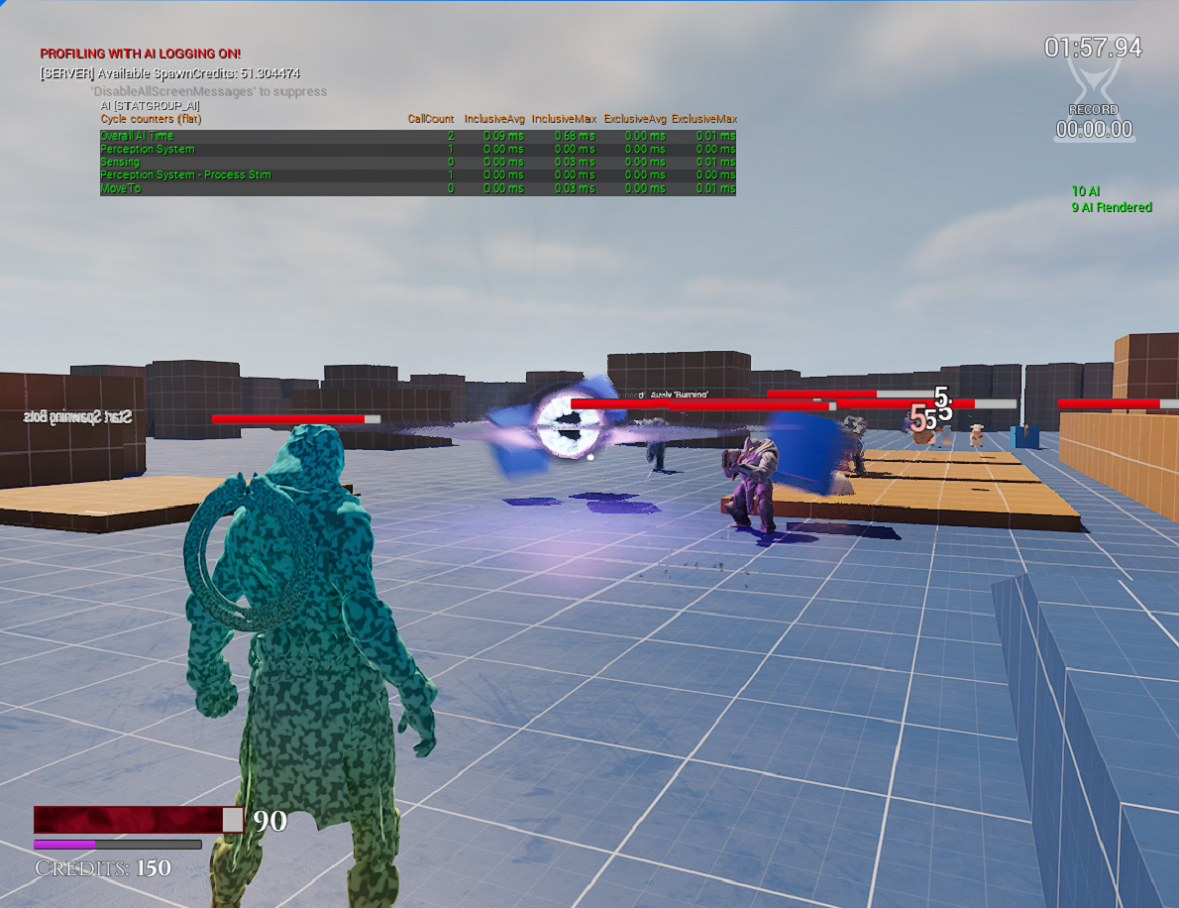 PROFILING WITH AI LOGGING ON!
[SERVER] Available SpawnCredits: 51.304474
'DisableAllScreenMessages' to suppress
AI [STATGROUP_AI]
Cycle counters (flat) CallCount InclusiveAvg InclusiveMax ExclusiveAvg ExclusiveMax
Overall AI Time 2 0.09 ms 0.68 ms 0.00 ms 0.01 ms
Perception System 1 0.00 ms 0.00 ms 0.00 ms 0.00 ms
Sensing 0 0.00 ms 0.03 ms 0.00 ms 0.01 ms
Perception System - Process Stim 1 0.00 ms 0.00 ms 0.00 ms 0.00 ms
MoveTo 0 0.00 ms 0.03 ms 0.00 ms 0.01 ms
01:57.94
RECORD
00:00.00
10 AI
9 AI Rendered
Apply "Burning"
5
5
5
5
Start Spawning Bots
90
CREDITS: 150